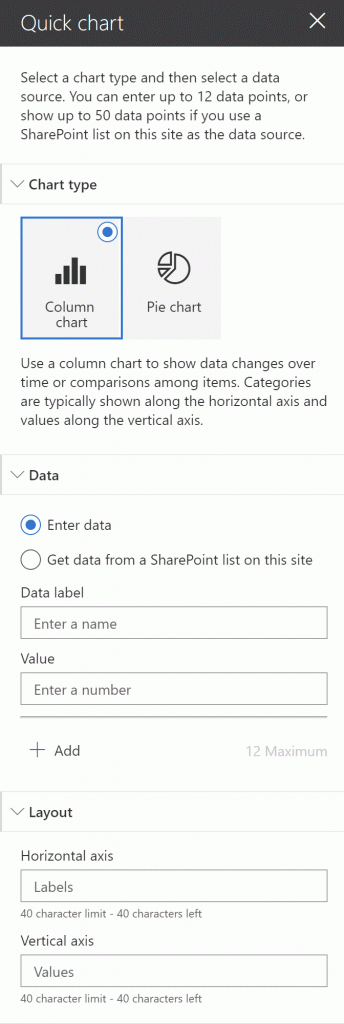 Quick chart
Select a chart type and then select a data
source. You can enter up to 12 data points, or
show up to 50 data points if you use a
SharePoint list on this site as the data source.
Chart type
Column
chart
Pie chart
Use a column chart to show data changes over
time or comparisons among items. Categories
are typically shown along the horizontal axis and
values along the vertical axis.
Data
Enter data
Get data from a SharePoint list on this site
Data label
Enter a name
Value
Enter a number
Add
12 Maximum
Layout
Horizontal axis
Labels
40 character limit - 40 characters left
Vertical axis
Values
40 character limit - 40 characters left